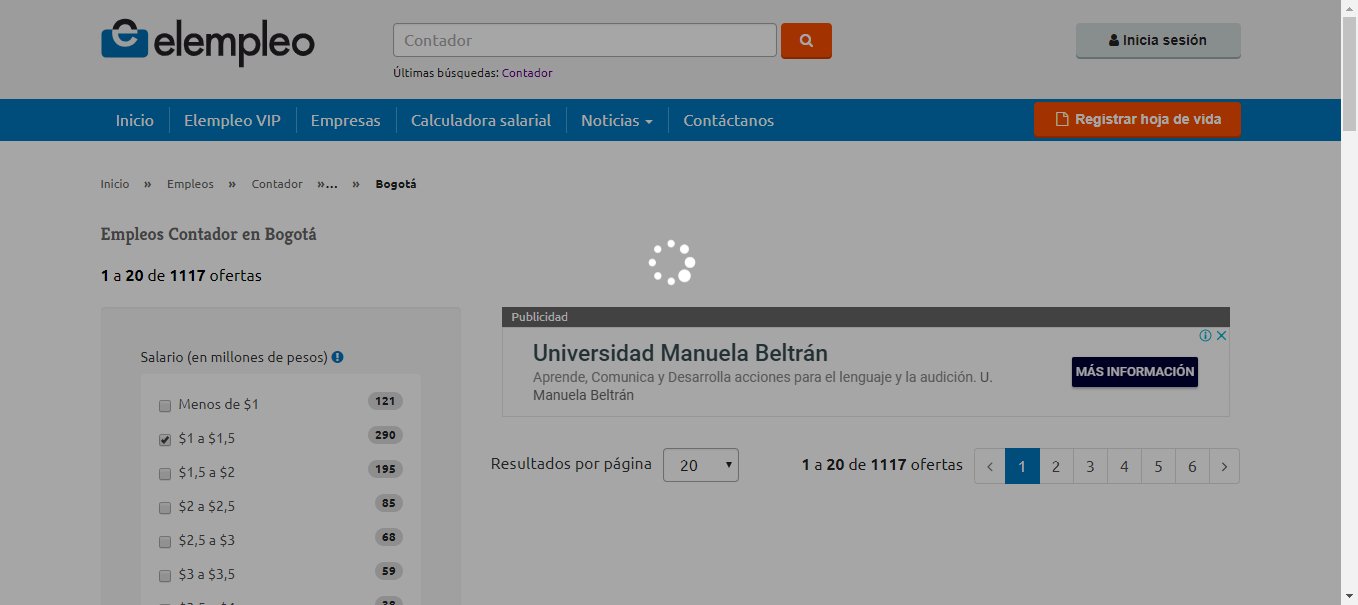 elempleo
Contador
Inicia sesión
Últimas búsquedas: Contador
Inicio
Elempleo VIP
Empresas
Calculadora salarial
Noticias
Contáctanos
Registrar hoja de vida
Inicio » Empleos » Contador »... » Bogotá
Empleos Contador en Bogotá
1 a 20 de 1117 ofertas
Salario (en millones de pesos)
Menos de $1 121
$1 a $1,5 290
$1,5 a $2 195
$2 a $2,5 85
$2,5 a $3 68
$3 a $3,5 59
Publicidad
Universidad Manuela Beltrán
Aprende, Comunica y Desarrolla acciones para el lenguaje y la audición. U.
Manuela Beltrán
MÁS INFORMACIÓN
Resultados por página 20
1 a 20 de 1117 ofertas
‹ 1 2 3 4 5 6 ›